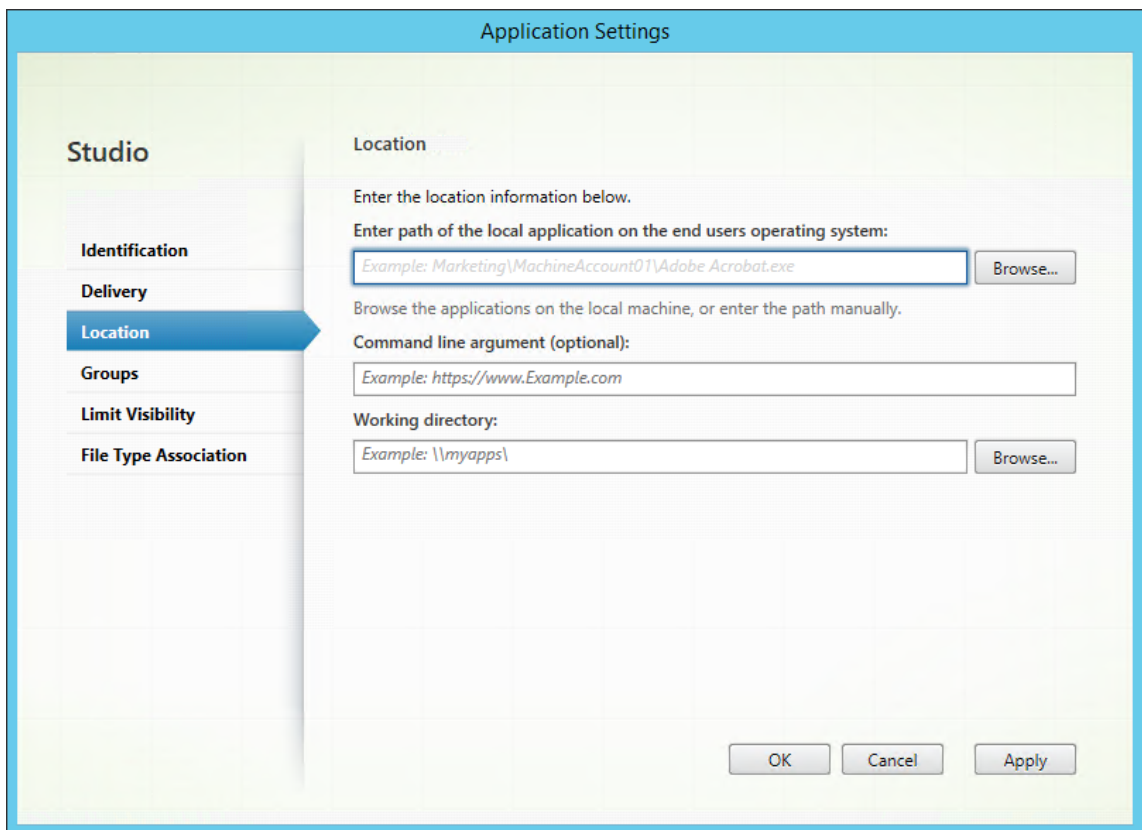 Application Settings
Studio
Identification
Delivery
Location
Groups
Limit Visibility
File Type Association
Location
Enter the location information below.
Enter path of the local application on the end users operating system:
Example: Marketing\MachineAccount01\Adobe Acrobat.exe
Browse...
Browse the applications on the local machine, or enter the path manually.
Command line argument (optional):
Example: https://www.Example.com
Working directory:
Example: \\myapps\
Browse...
OK
Cancel
Apply